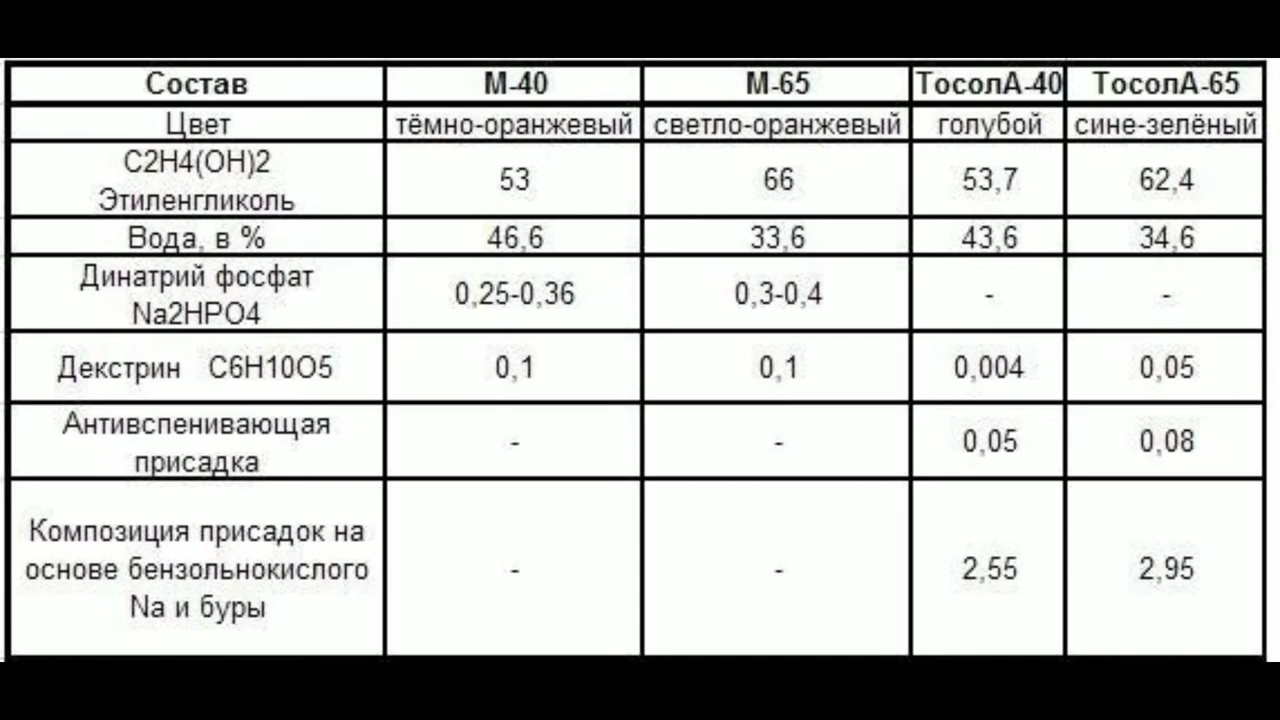 Состав М-40 М-65 ТосолА-40 ТосолА-65
Цвет тёмно-оранжевый светло-оранжевый голубой сине-зелёный
C2H4(OH)2
Этиленгликоль 53 66 53,7 62,4
Вода, в % 46,6 33,6 43,6 34,6
Динатрий фосфат
Na2HPO4 0,25-0,36 0,3-0,4 - -
Декстрин C6H10O5 0,1 0,1 0,004 0,05
Антивспенивающая
присадка - - 0,05 0,08
Композиция присадок на
основе бензольнокислого
Na и буры - - 2,55 2,95